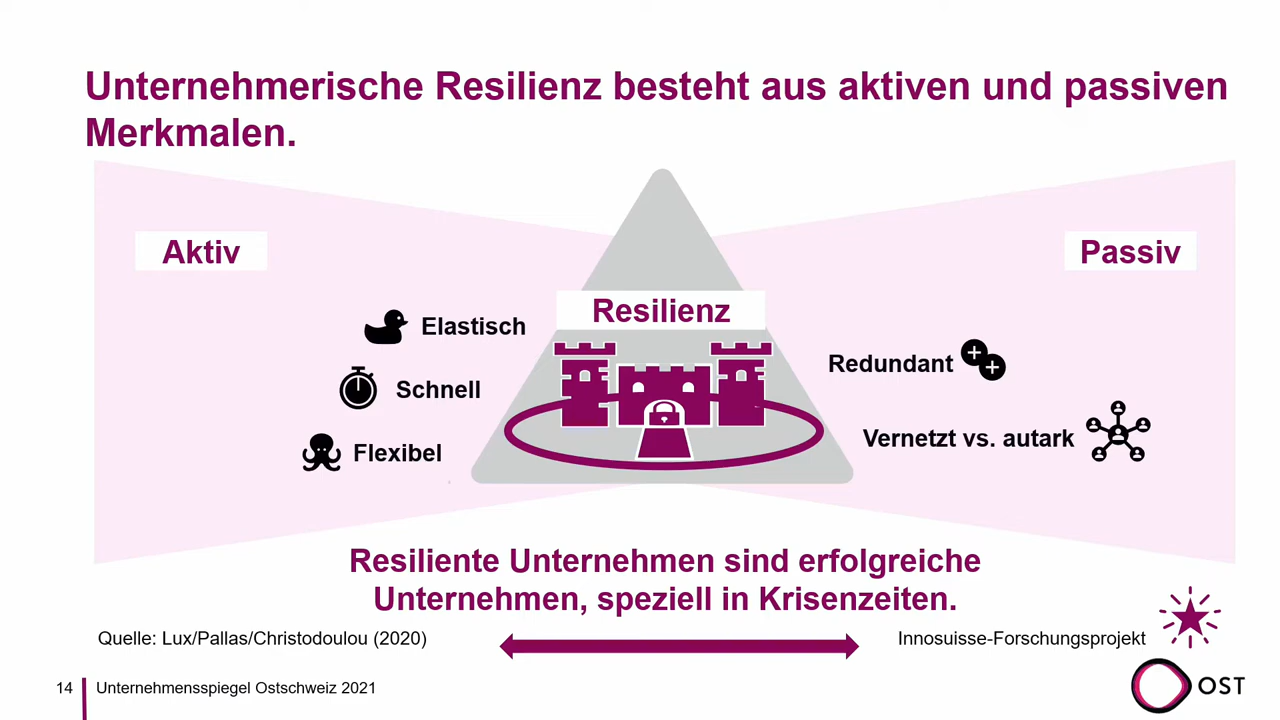 Unternehmerische Resilienz besteht aus aktiven und passiven
Merkmalen.
Aktiv
Passiv
Resilienz
Elastisch
Schnell
Flexibel
Redundant
Vernetzt vs. autark
Resiliente Unternehmen sind erfolgreiche
Unternehmen, speziell in Krisenzeiten.
Quelle: Lux/Pallas/Christodoulou (2020)
Innosuisse-Forschungsprojekt
14
Unternehmensspiegel Ostschweiz 2021
OST